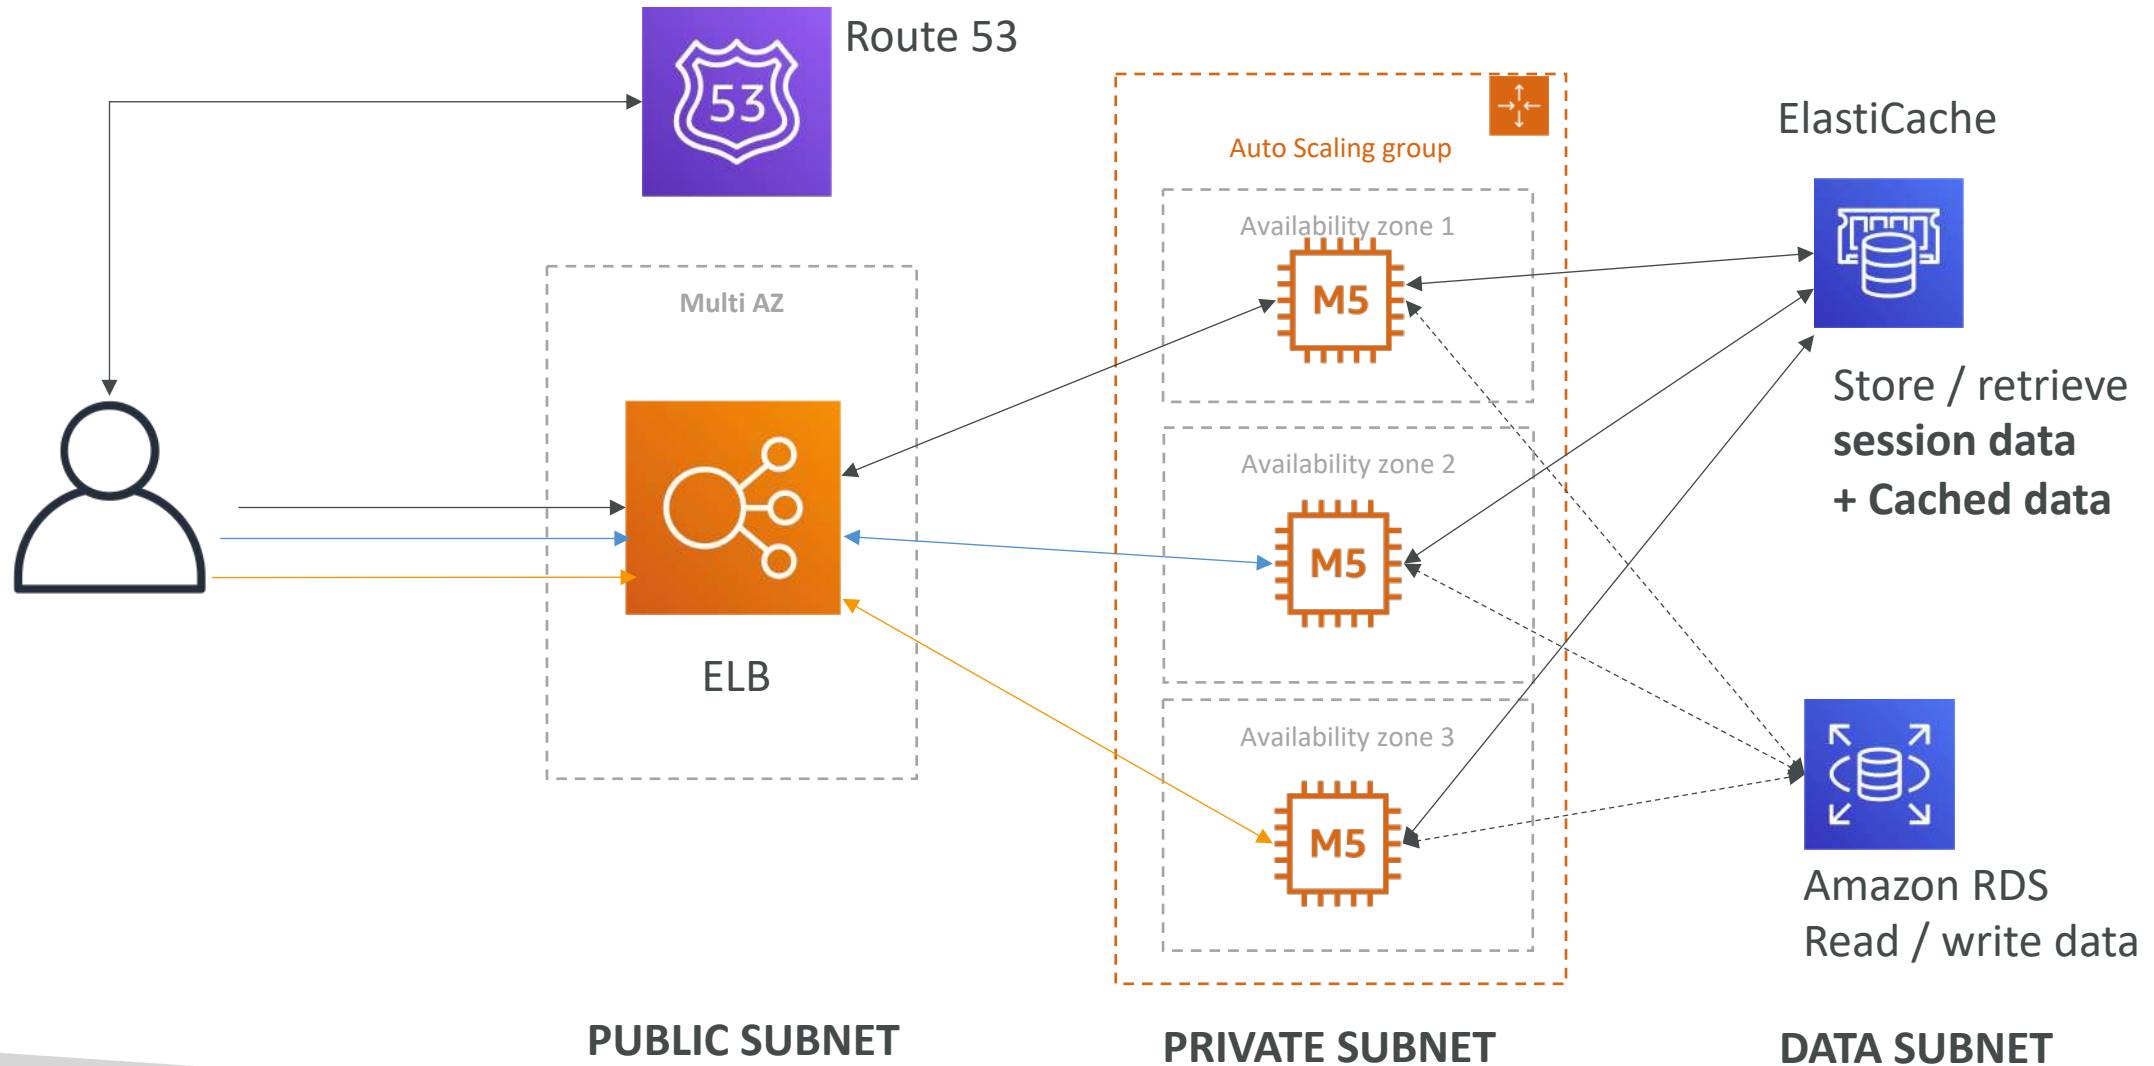 Route 53
53
Auto Scaling group
ElastiCache
Availability zone 1
M5
Multi AZ
Store / retrieve
session data
+ Cached data
Availability zone 2
M5
ELB
Availability zone 3
M5
Amazon RDS
Read / write data
PUBLIC SUBNET
PRIVATE SUBNET
DATA SUBNET